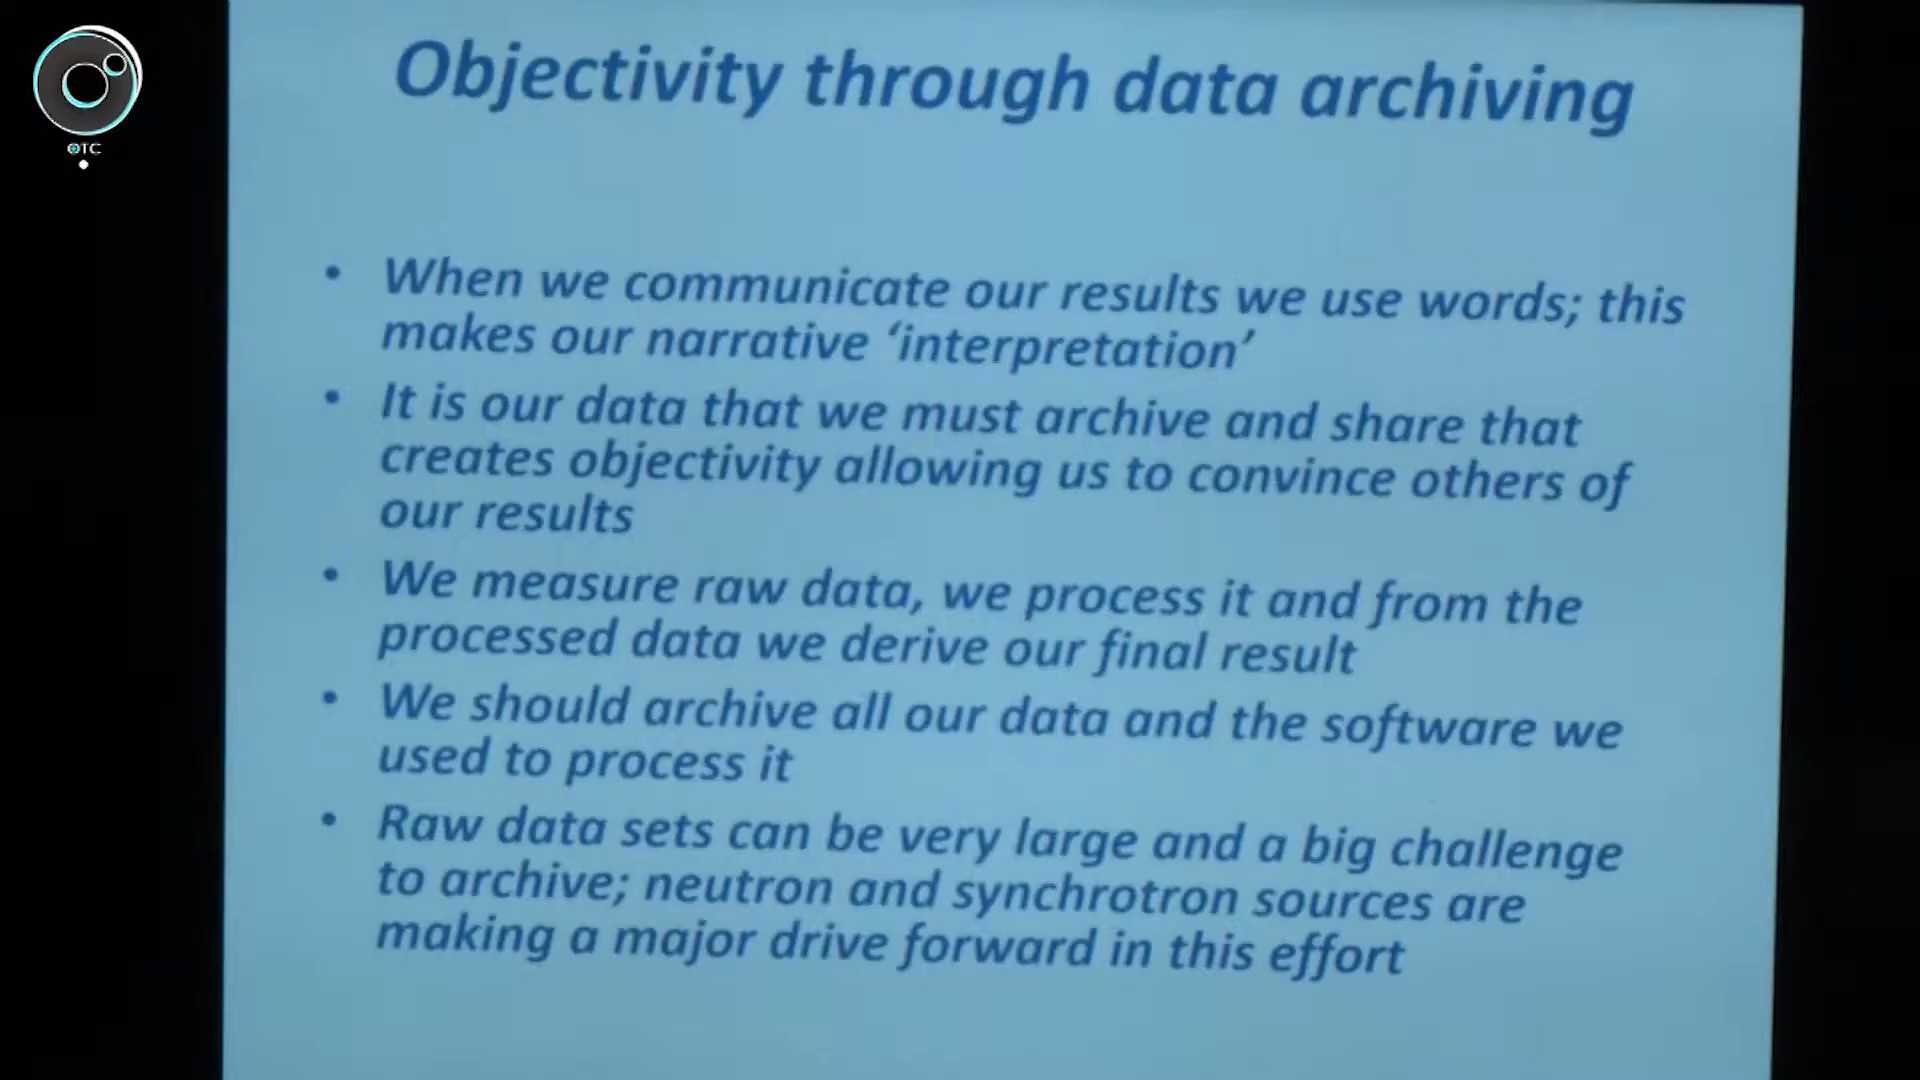 ОТС
Objectivity through data archiving
• When we communicate our results we use words; this
makes our narrative ‘interpretation’
• It is our data that we must archive and share that
creates objectivity allowing us to convince others of
our results
• We measure raw data, we process it and from the
processed data we derive our final result
• We should archive all our data and the software we
used to process it
• Raw data sets can be very large and a big challenge
to archive; neutron and synchrotron sources are
making a major drive forward in this effort